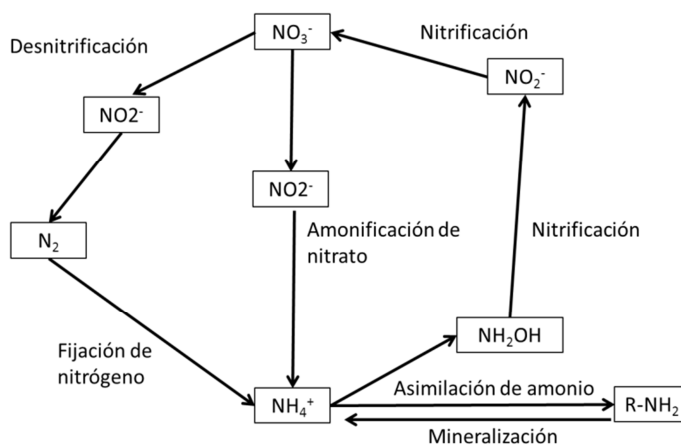 NO₃⁻
Nitrificación
Desnitrificación
NO₂⁻
NO2⁻
NO2⁻
Amonificación de
nitrato
Nitrificación
N₂
NH₂OH
Fijación de
nitrógeno
Asimilación de amonio
NH₄⁺
R-NH₂
Mineralización